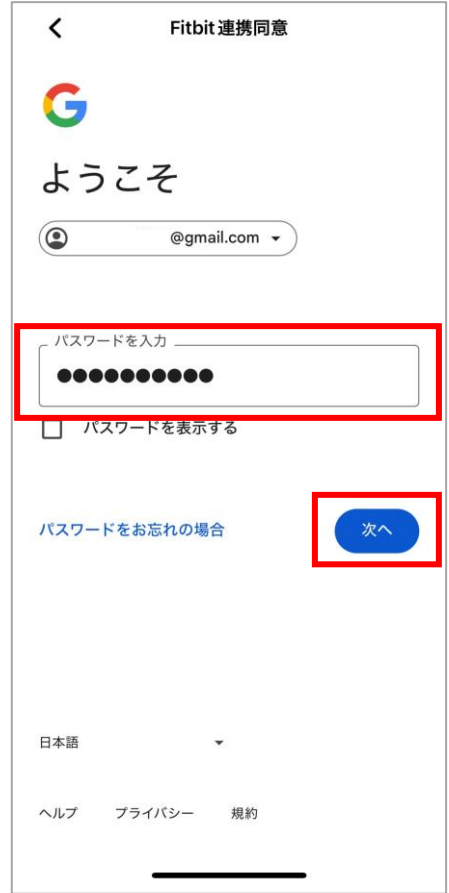 Fitbit連携同意
ようこそ
@gmail.com
パスワードを入力
●●●●●●●●●●
パスワードを表示する
パスワードをお忘れの場合
次へ
日本語
ヘルプ プライバシー 規約